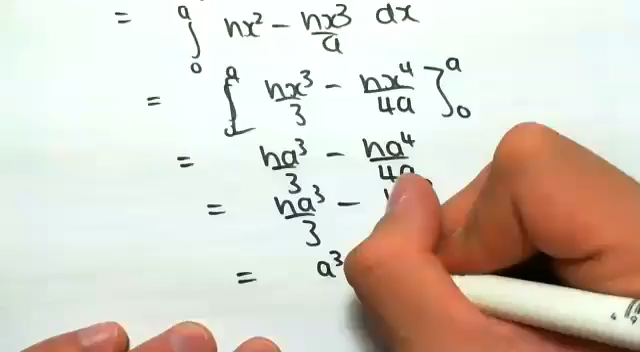 = ∫₀ᵃ hx² - hx³/a dx
= [hx³/3 - hx⁴/4a]₀ᵃ
= ha³/3 - ha⁴/4a
= ha³/3 -
= a³